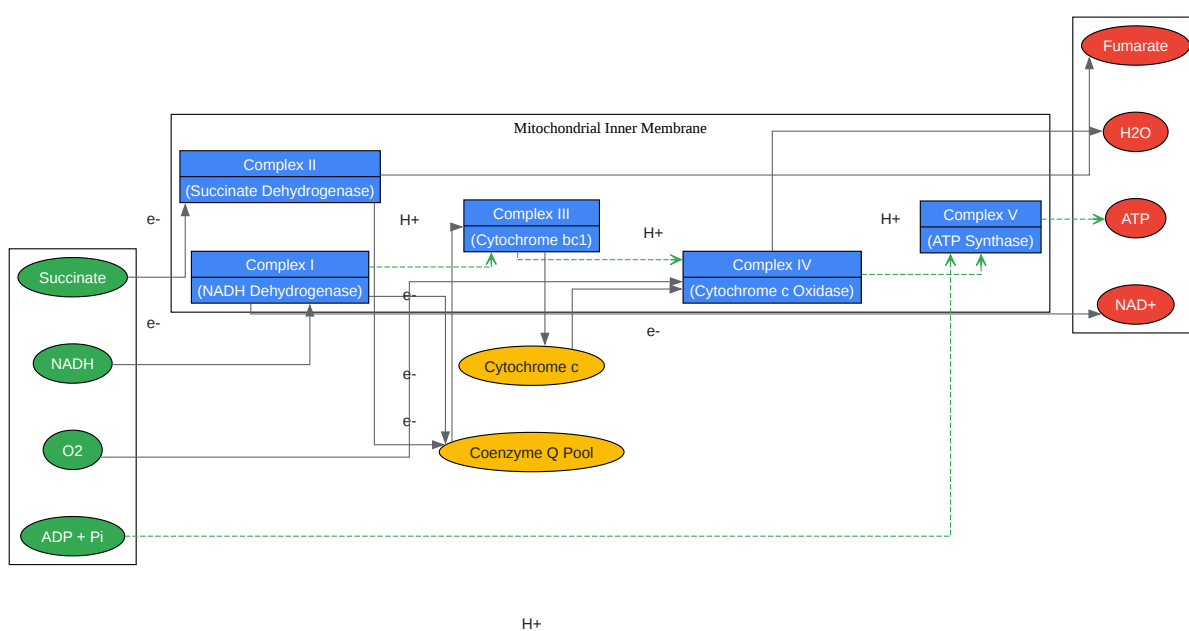 Fumarate
Mitochondrial Inner Membrane
H2O
Complex II
(Succinate Dehydrogenase)
e-
H+
Complex III
(Cytochrome bc1)
H+
H+
Complex V
(ATP Synthase)
ATP
Succinate
Complex I
(NADH Dehydrogenase)
e-
Complex IV
(Cytochrome c Oxidase)
NAD+
e-
e-
NADH
Cytochrome c
e-
e-
O2
Coenzyme Q Pool
ADP + Pi
H+